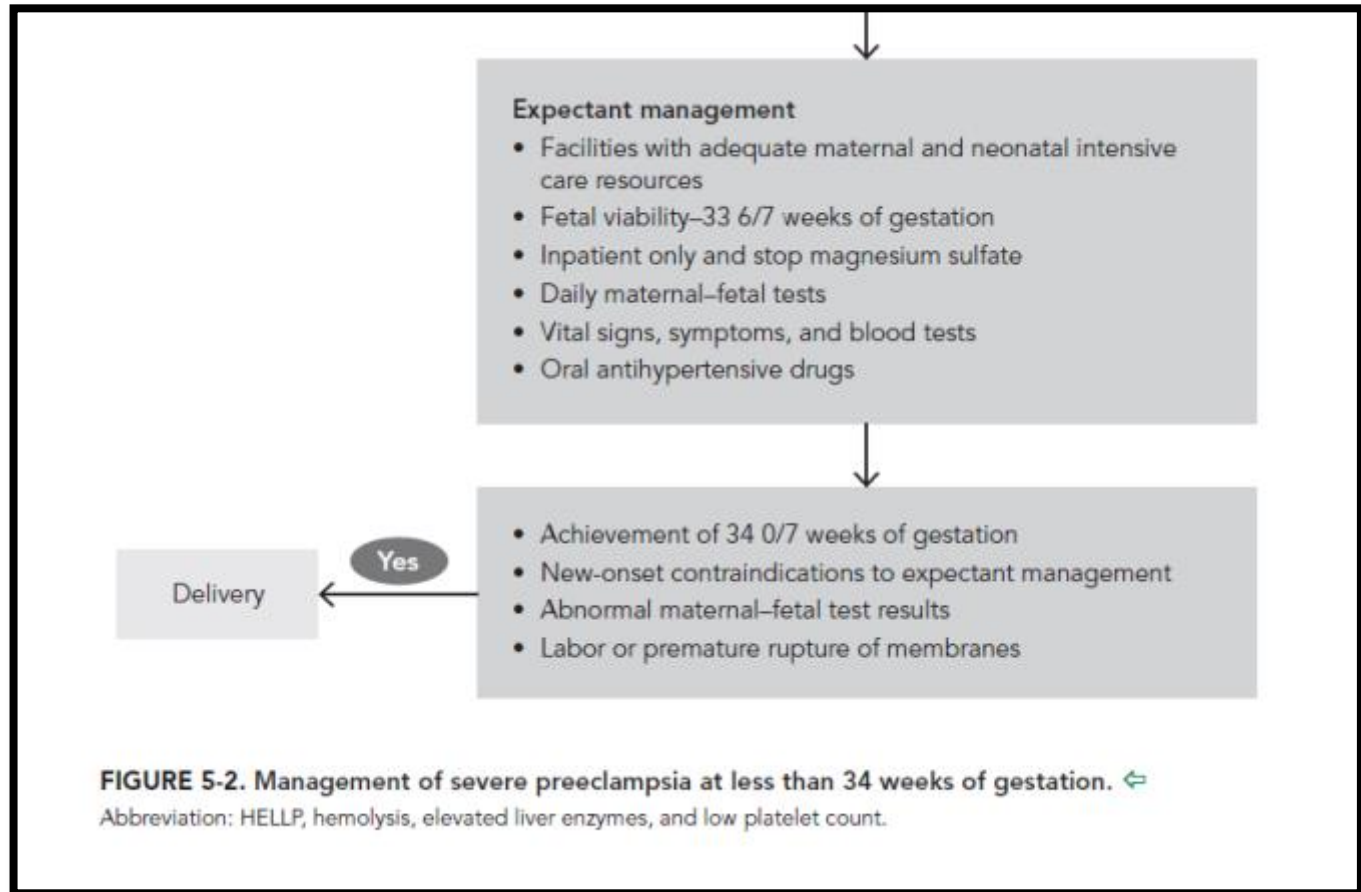 Expectant management
• Facilities with adequate maternal and neonatal intensive
care resources
• Fetal viability–33 6/7 weeks of gestation
• Inpatient only and stop magnesium sulfate
• Daily maternal–fetal tests
• Vital signs, symptoms, and blood tests
• Oral antihypertensive drugs
• Achievement of 34 0/7 weeks of gestation
• New-onset contraindications to expectant management
• Abnormal maternal–fetal test results
• Labor or premature rupture of membranes
Yes
Delivery
FIGURE 5-2. Management of severe preeclampsia at less than 34 weeks of gestation. ⇦
Abbreviation: HELLP, hemolysis, elevated liver enzymes, and low platelet count.